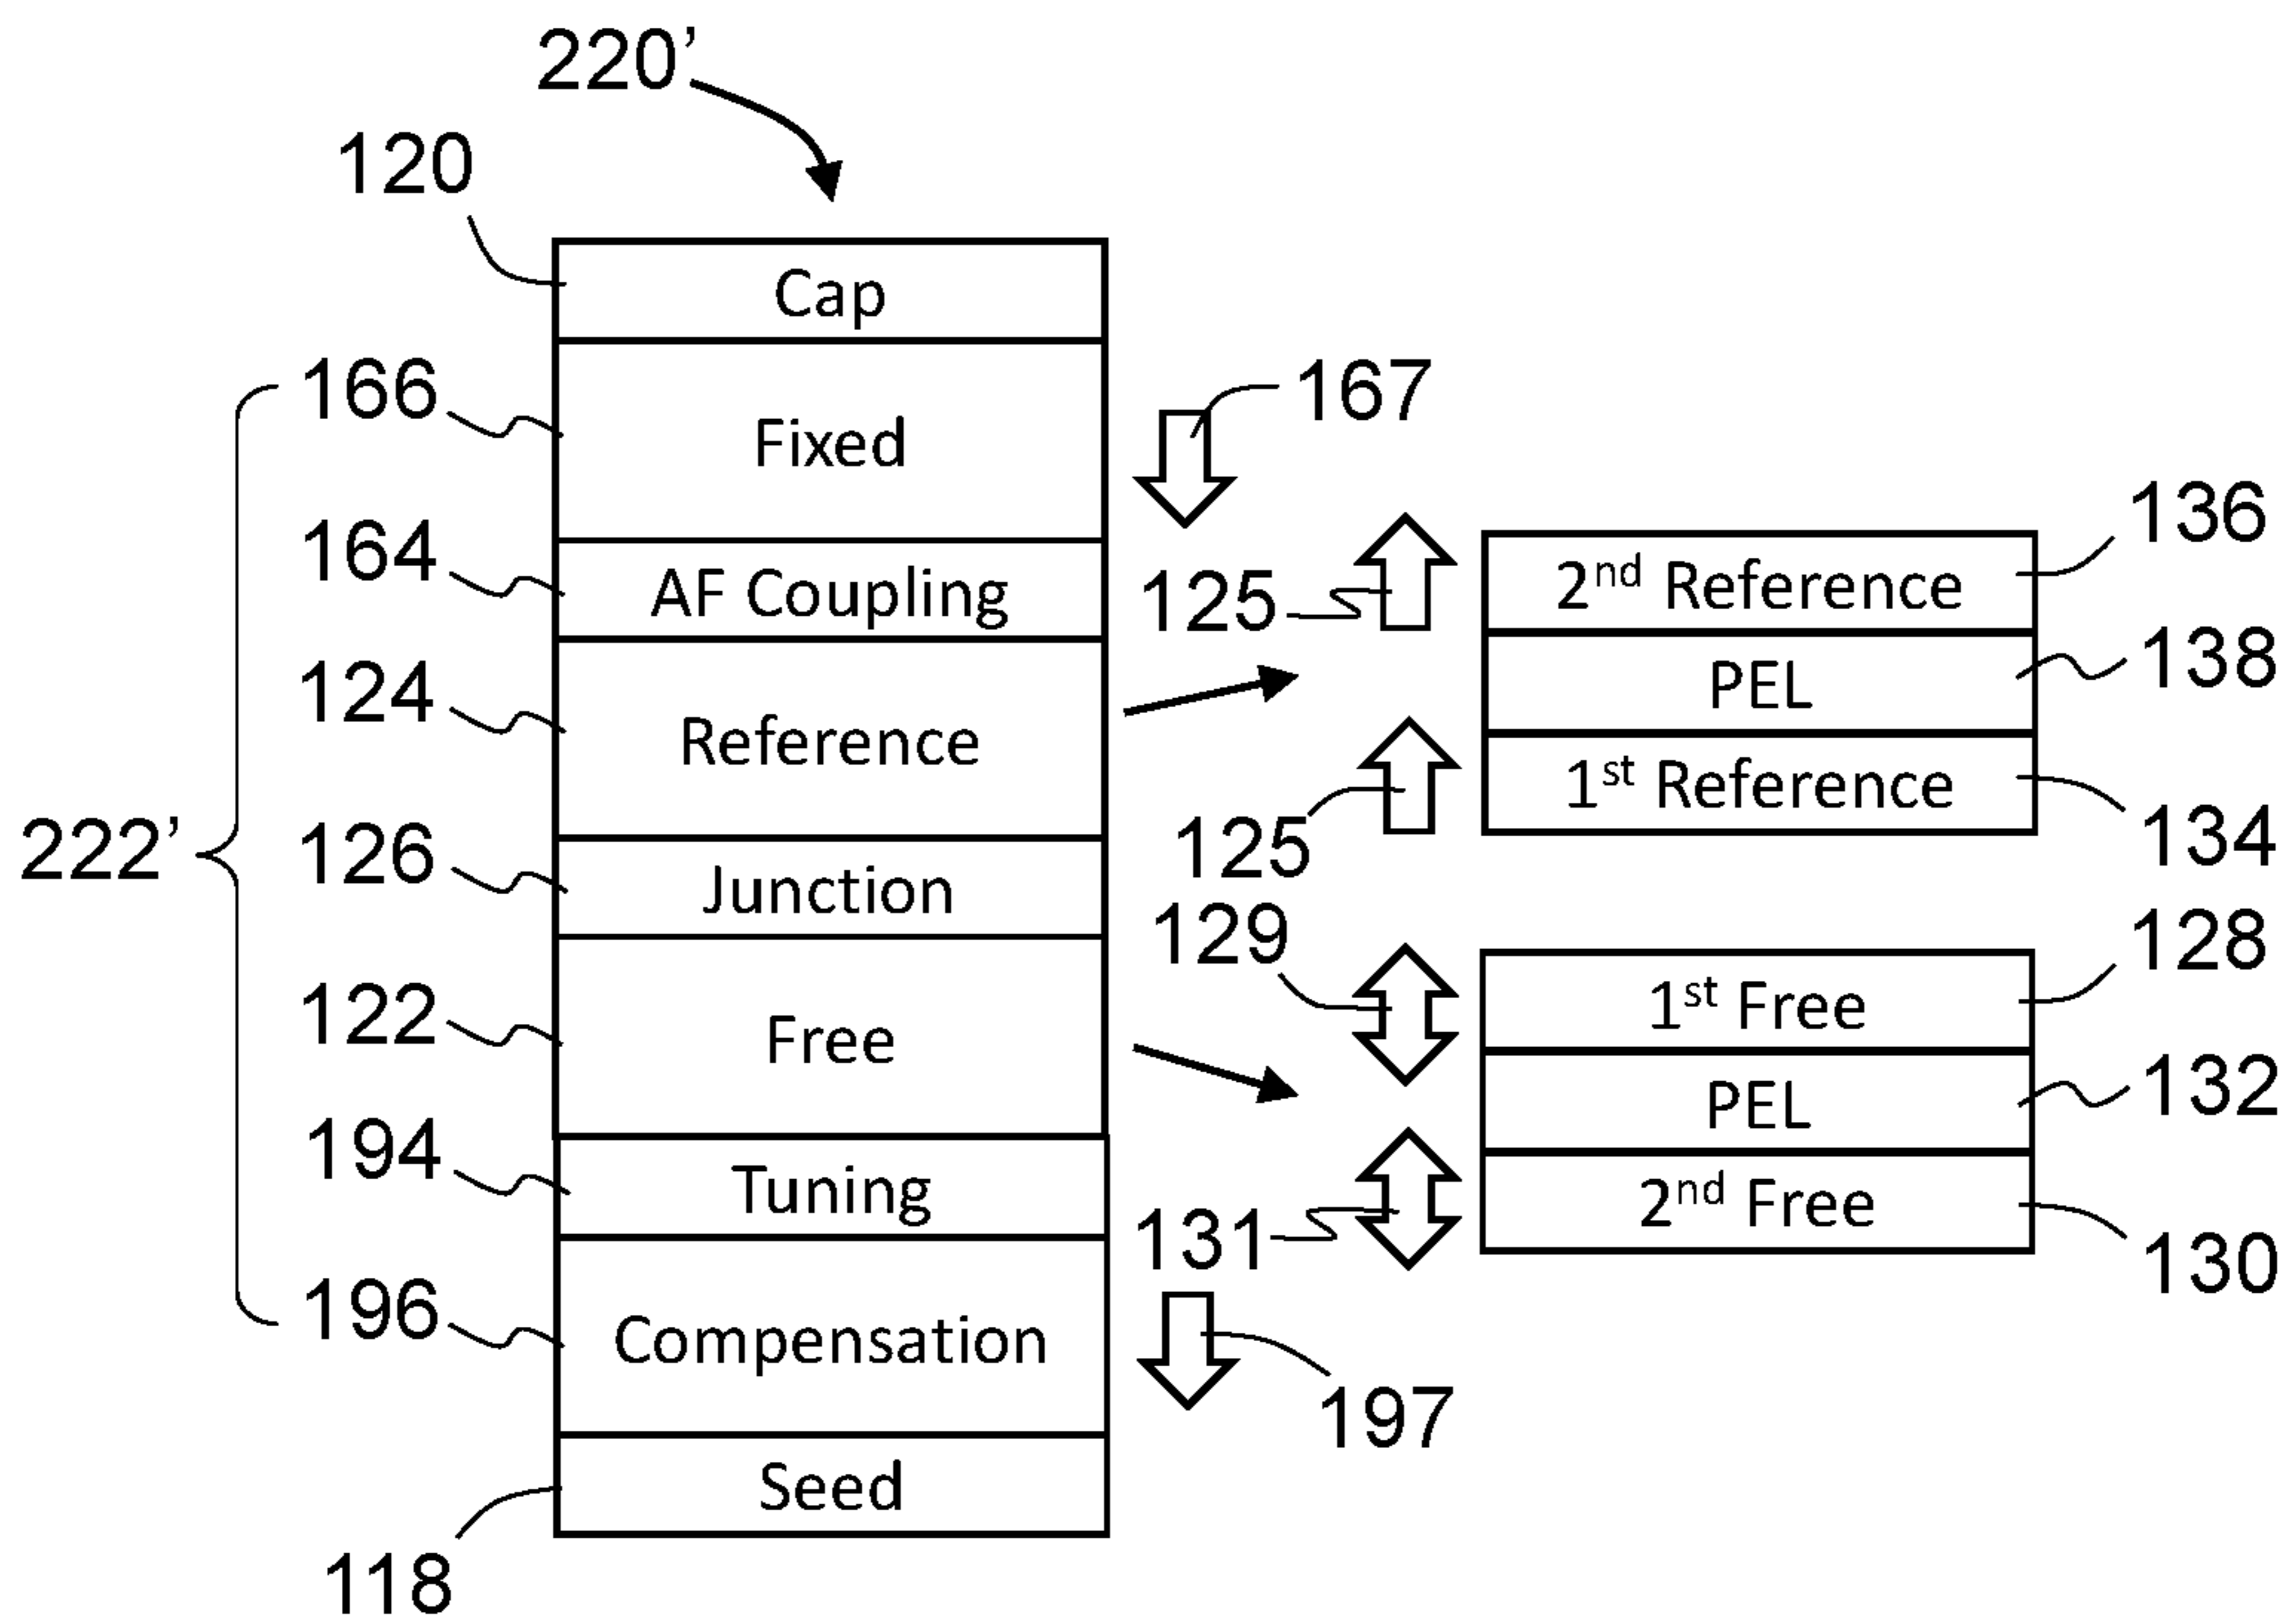 220’
120
Cap
166
Fixed
167
164
AF Coupling
125
2nd Reference
136
124
Reference
PEL
138
125
1st Reference
134
222’
126
Junction
129
1st Free
128
122
Free
PEL
132
194
Tuning
131
2nd Free
130
196
Compensation
197
Seed
118